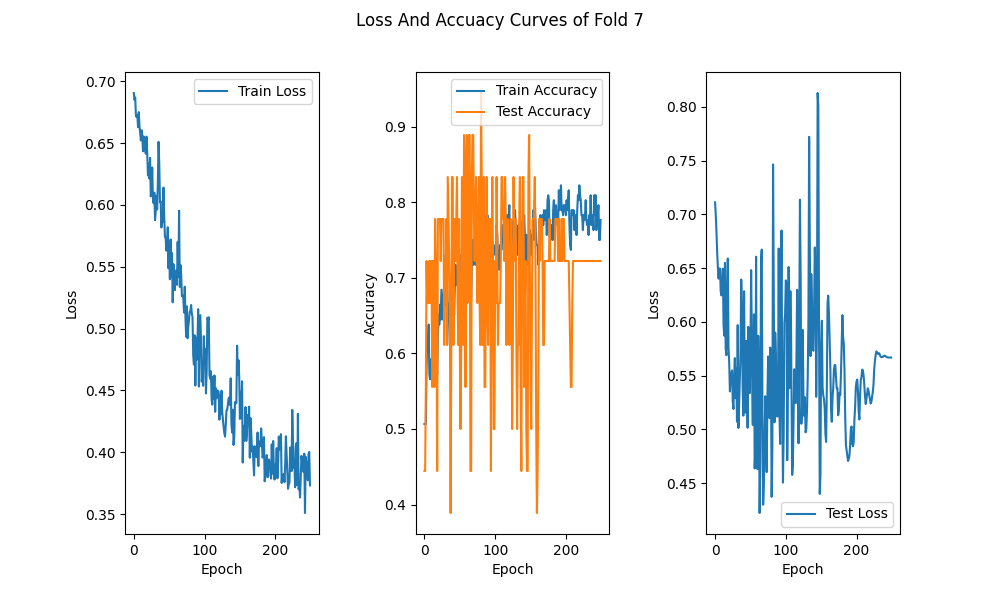 Loss And Accuacy Curves of Fold 7
0.70
0.65
0.60
0.55
0.50
0.45
0.40
0.35
Loss
0
100
200
Epoch
Train Loss
0.9
0.8
0.7
0.6
0.5
0.4
Accuracy
0
100
200
Epoch
Train Accuracy
Test Accuracy
0.80
0.75
0.70
0.65
0.60
0.55
0.50
0.45
Loss
0
100
200
Epoch
Test Loss